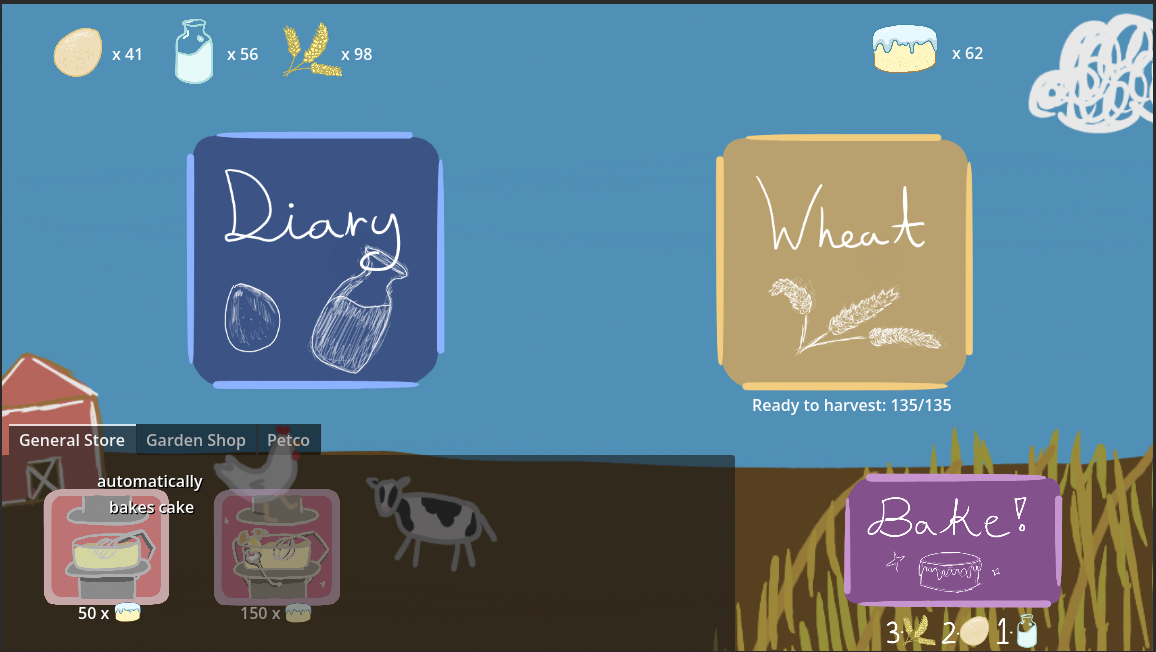 x 41 x 56 x 98 x 62
Diary
Wheat
Ready to harvest: 135/135
General Store Garden Shop Petco
automatically
bakes cake
50 x
150 x
Bake!
3· 2· 1·